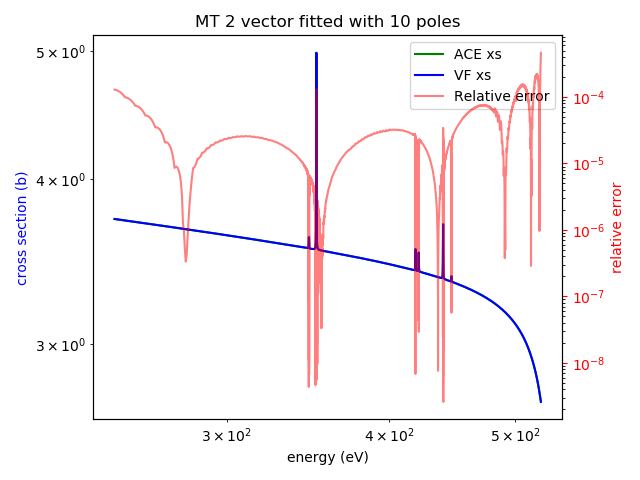 MT 2 vector fitted with 10 poles
ACE xs
VF xs
Relative error
5 × 10⁰
4 × 10⁰
3 × 10⁰
cross section (b)
10⁻⁴
10⁻⁵
10⁻⁶
10⁻⁷
10⁻⁸
relative error
3 × 10² 4 × 10² 5 × 10²
energy (eV)